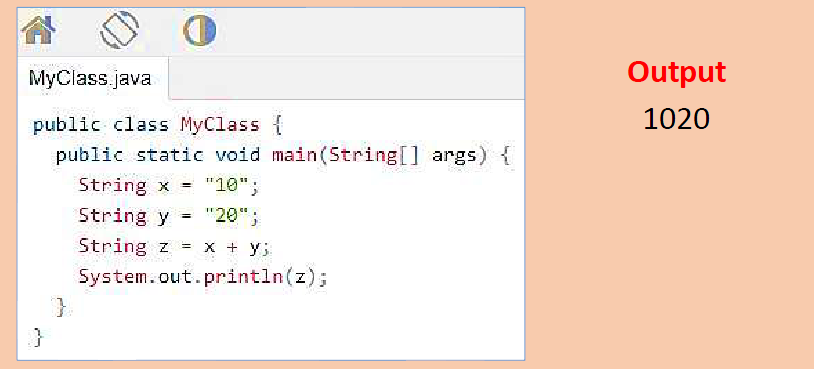 MyClass.java
public class MyClass {
public static void main(String[] args) {
String x = "10";
String y = "20";
String z = x + y;
System.out.println(z);
}
}
Output
1020